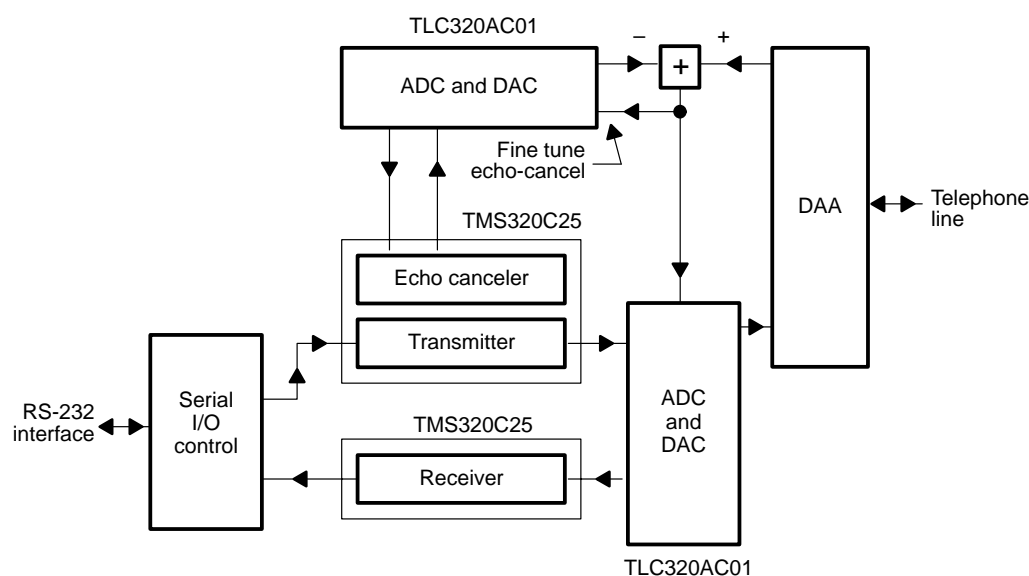 TLC320AC01
− +
ADC and DAC
+
Fine tune
echo-cancel
DAA
Telephone
line
TMS320C25
Echo canceler
Transmitter
RS-232
interface
Serial
I/O
control
ADC
and
DAC
TMS320C25
Receiver
TLC320AC01